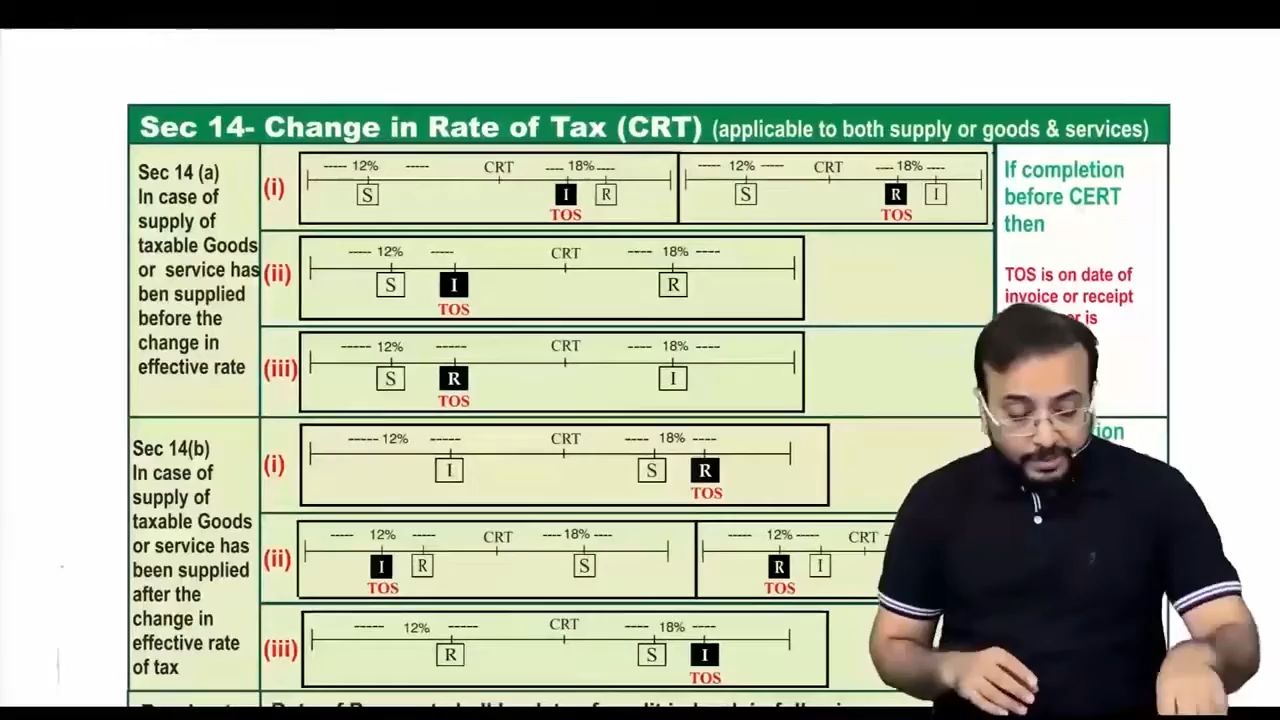 Sec 14- Change in Rate of Tax (CRT) (applicable to both supply or goods & services)
Sec 14 (a)
In case of
supply of
taxable Goods
or service has
ben supplied
before the
change in
effective rate
(i)
----- 12% ----- CRT ---- 18% ----
S I R
TOS
---- 12% ----- CRT ----- 18% ----
S R I
TOS
If completion
before CERT
then
TOS is on date of
invoice or receipt
is
(ii)
---- 12% ---- CRT ---- 18% ----
S I R
TOS
(iii)
----- 12% ----- CRT ---- 18% ----
S R I
TOS
Sec 14(b)
In case of
supply of
taxable Goods
or service has
been supplied
after the
change in
effective rate
of tax
(i)
----- 12% ----- CRT ---- 18% ----
I S R
TOS
(ii)
---- 12% ---- CRT ---18% ----
I R S
TOS
---- 12% ---- CRT
R I
TOS
(iii)
----- 12% ----- CRT ---- 18% ----
R S I
TOS